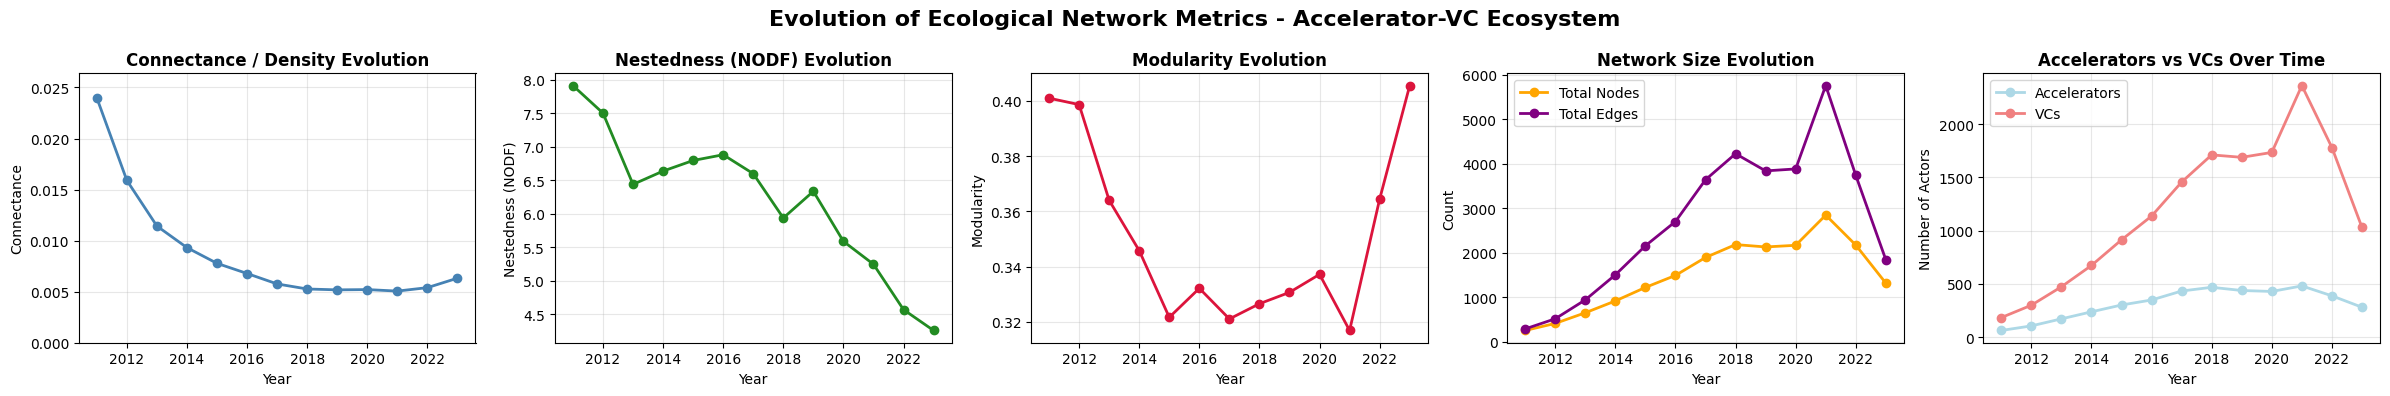 Evolution of Ecological Network Metrics - Accelerator-VC Ecosystem
Connectance / Density Evolution
Connectance
0.025
0.020
0.015
0.010
0.005
0.000
2012 2014 2016 2018 2020 2022
Year
Nestedness (NODF) Evolution
Nestedness (NODF)
8.0
7.5
7.0
6.5
6.0
5.5
5.0
4.5
2012 2014 2016 2018 2020 2022
Year
Modularity Evolution
Modularity
0.40
0.38
0.36
0.34
0.32
2012 2014 2016 2018 2020 2022
Year
Network Size Evolution
Count
6000
5000
4000
3000
2000
1000
0
Total Nodes
Total Edges
2012 2014 2016 2018 2020 2022
Year
Accelerators vs VCs Over Time
Number of Actors
2000
1500
1000
500
0
Accelerators
VCs
2012 2014 2016 2018 2020 2022
Year